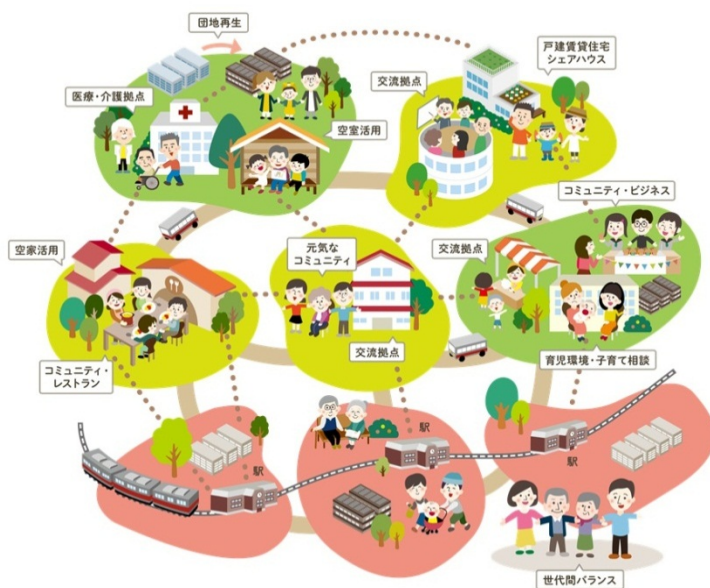 団地再生
医療・介護拠点
空室活用
交流拠点
戸建賃貸住宅
シェアハウス
コミュニティ・ビジネス
空家活用
元気な
コミュニティ
交流拠点
交流拠点
コミュニティ・
レストラン
育児環境・子育て相談
駅
駅
駅
世代間バランス